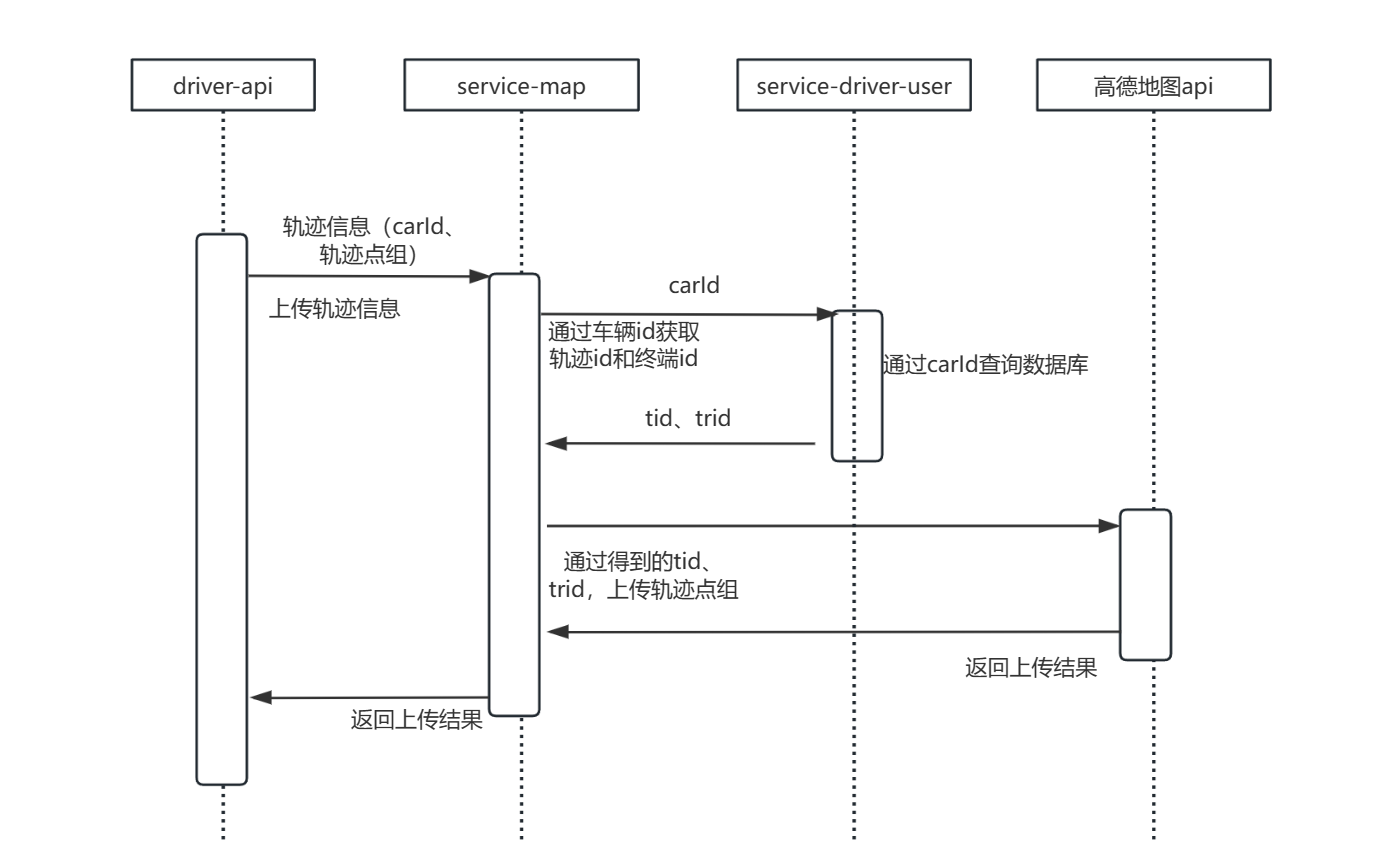 driver-api
service-map
service-driver-user
高德地图api
轨迹信息（carId、
轨迹点组）
上传轨迹信息
carId
通过车辆id获取
轨迹id和终端id
通过carId查询数据库
tid、trid
通过得到的tid、
trid，上传轨迹点组
返回上传结果
返回上传结果